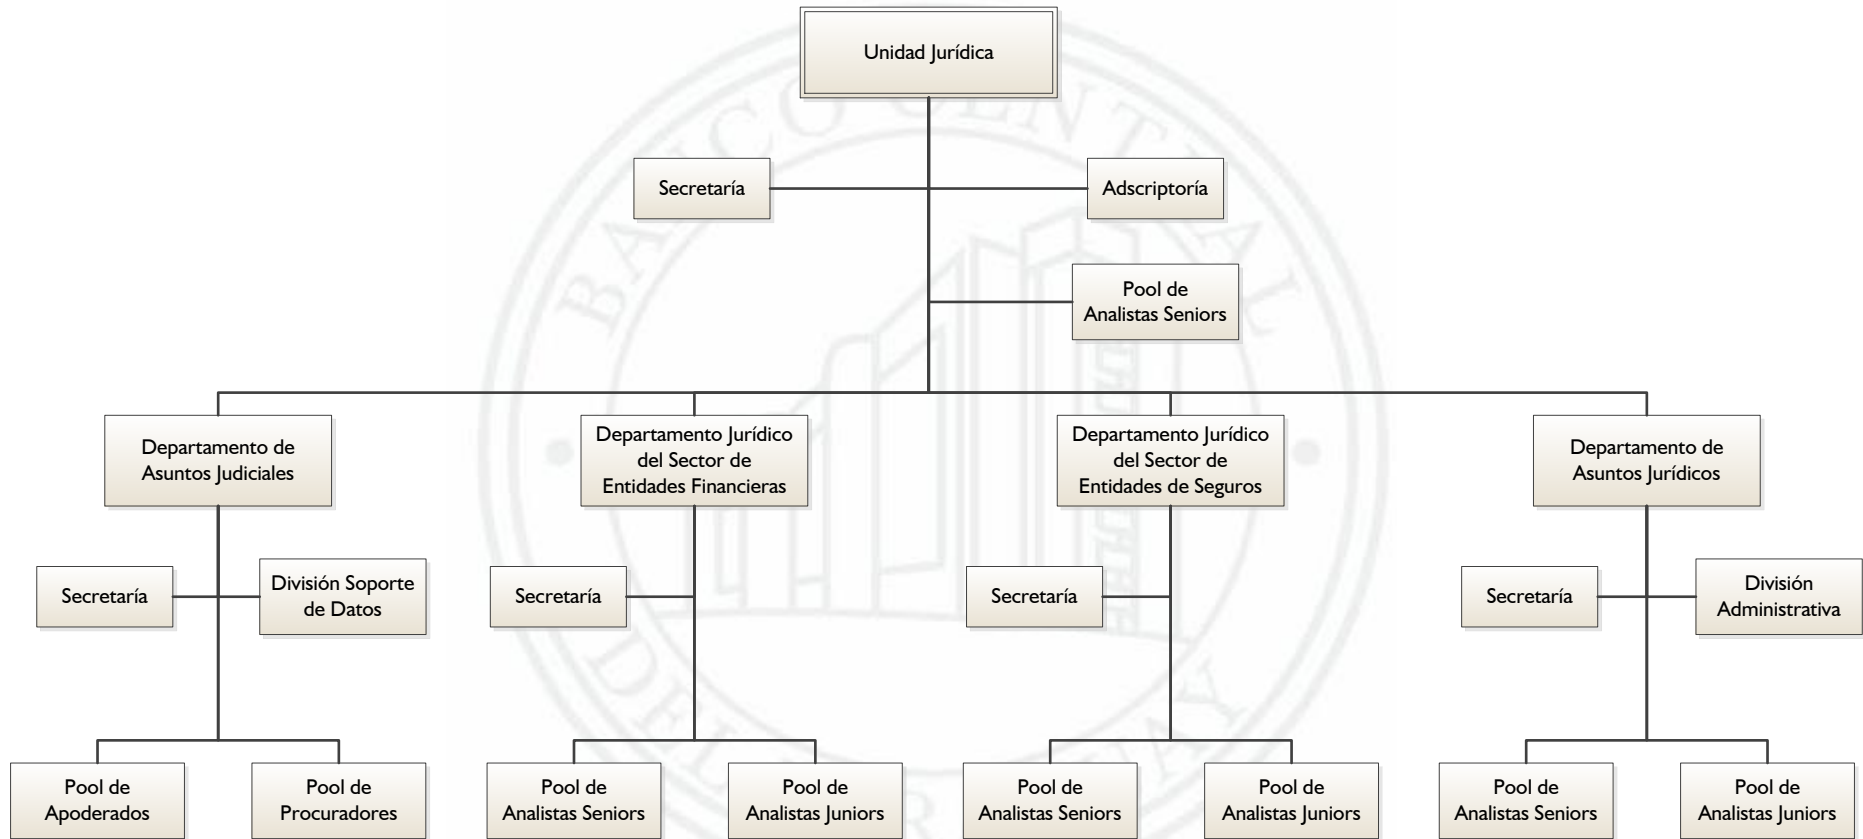 Unidad Jurídica
Secretaría
Adscriptoría
Pool de
Analistas Seniors
Departamento de
Asuntos Judiciales
Departamento Jurídico
del Sector de
Entidades Financieras
Departamento Jurídico
del Sector de
Entidades de Seguros
Departamento de
Asuntos Jurídicos
Secretaría
División Soporte
de Datos
Secretaría
Secretaría
Secretaría
División
Administrativa
Pool de
Apoderados
Pool de
Procuradores
Pool de
Analistas Seniors
Pool de
Analistas Juniors
Pool de
Analistas Seniors
Pool de
Analistas Juniors
Pool de
Analistas Seniors
Pool de
Analistas Juniors
BANCO CENTRAL